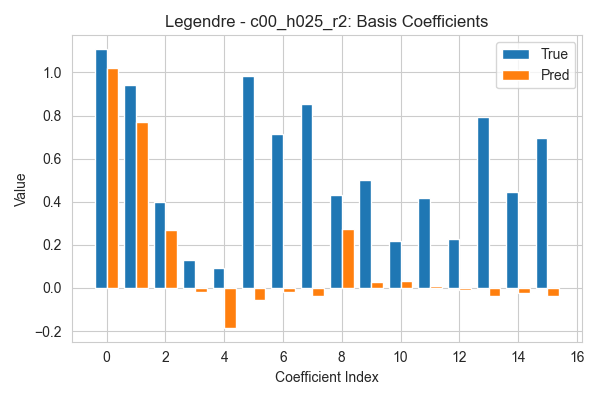 Legendre - c00_h025_r2: Basis Coefficients
True
Pred
Value
1.0
0.8
0.6
0.4
0.2
0.0
−0.2
0 2 4 6 8 10 12 14 16
Coefficient Index